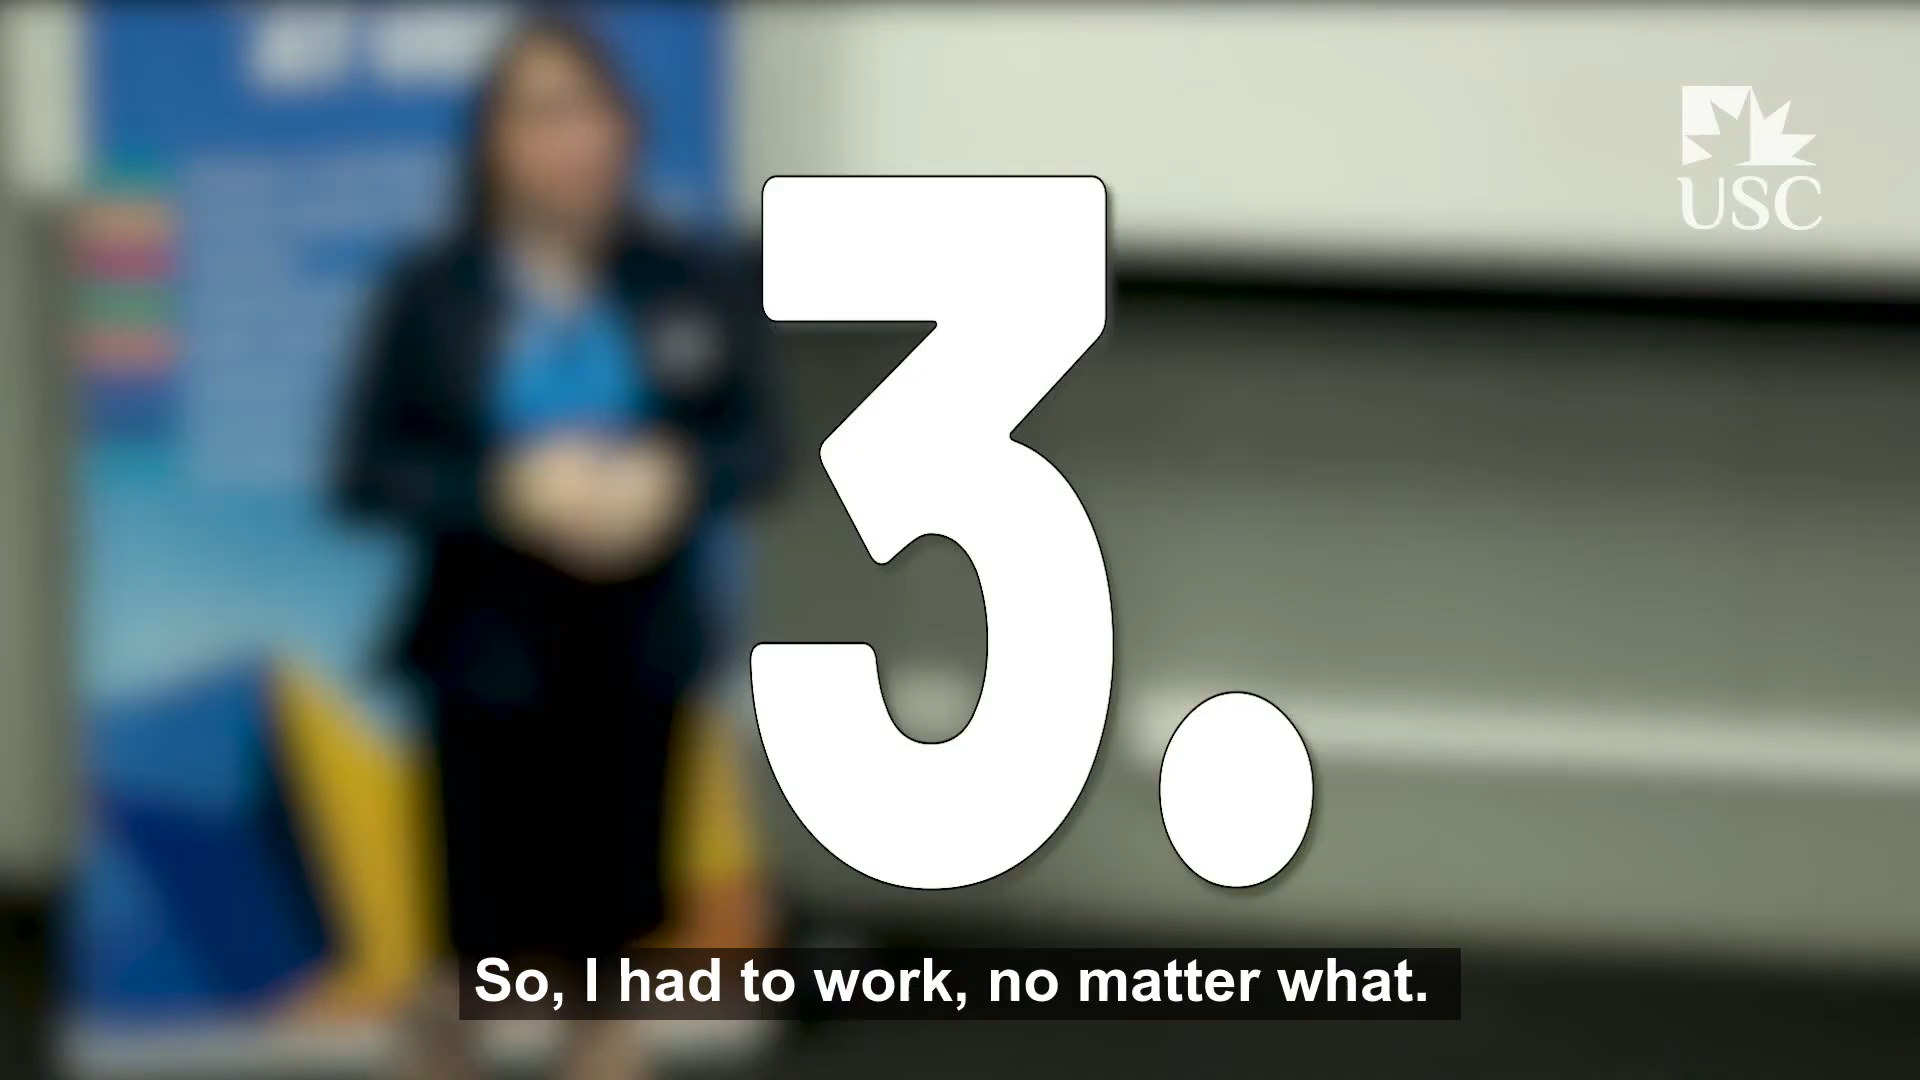 USC
3.
So, I had to work, no matter what.